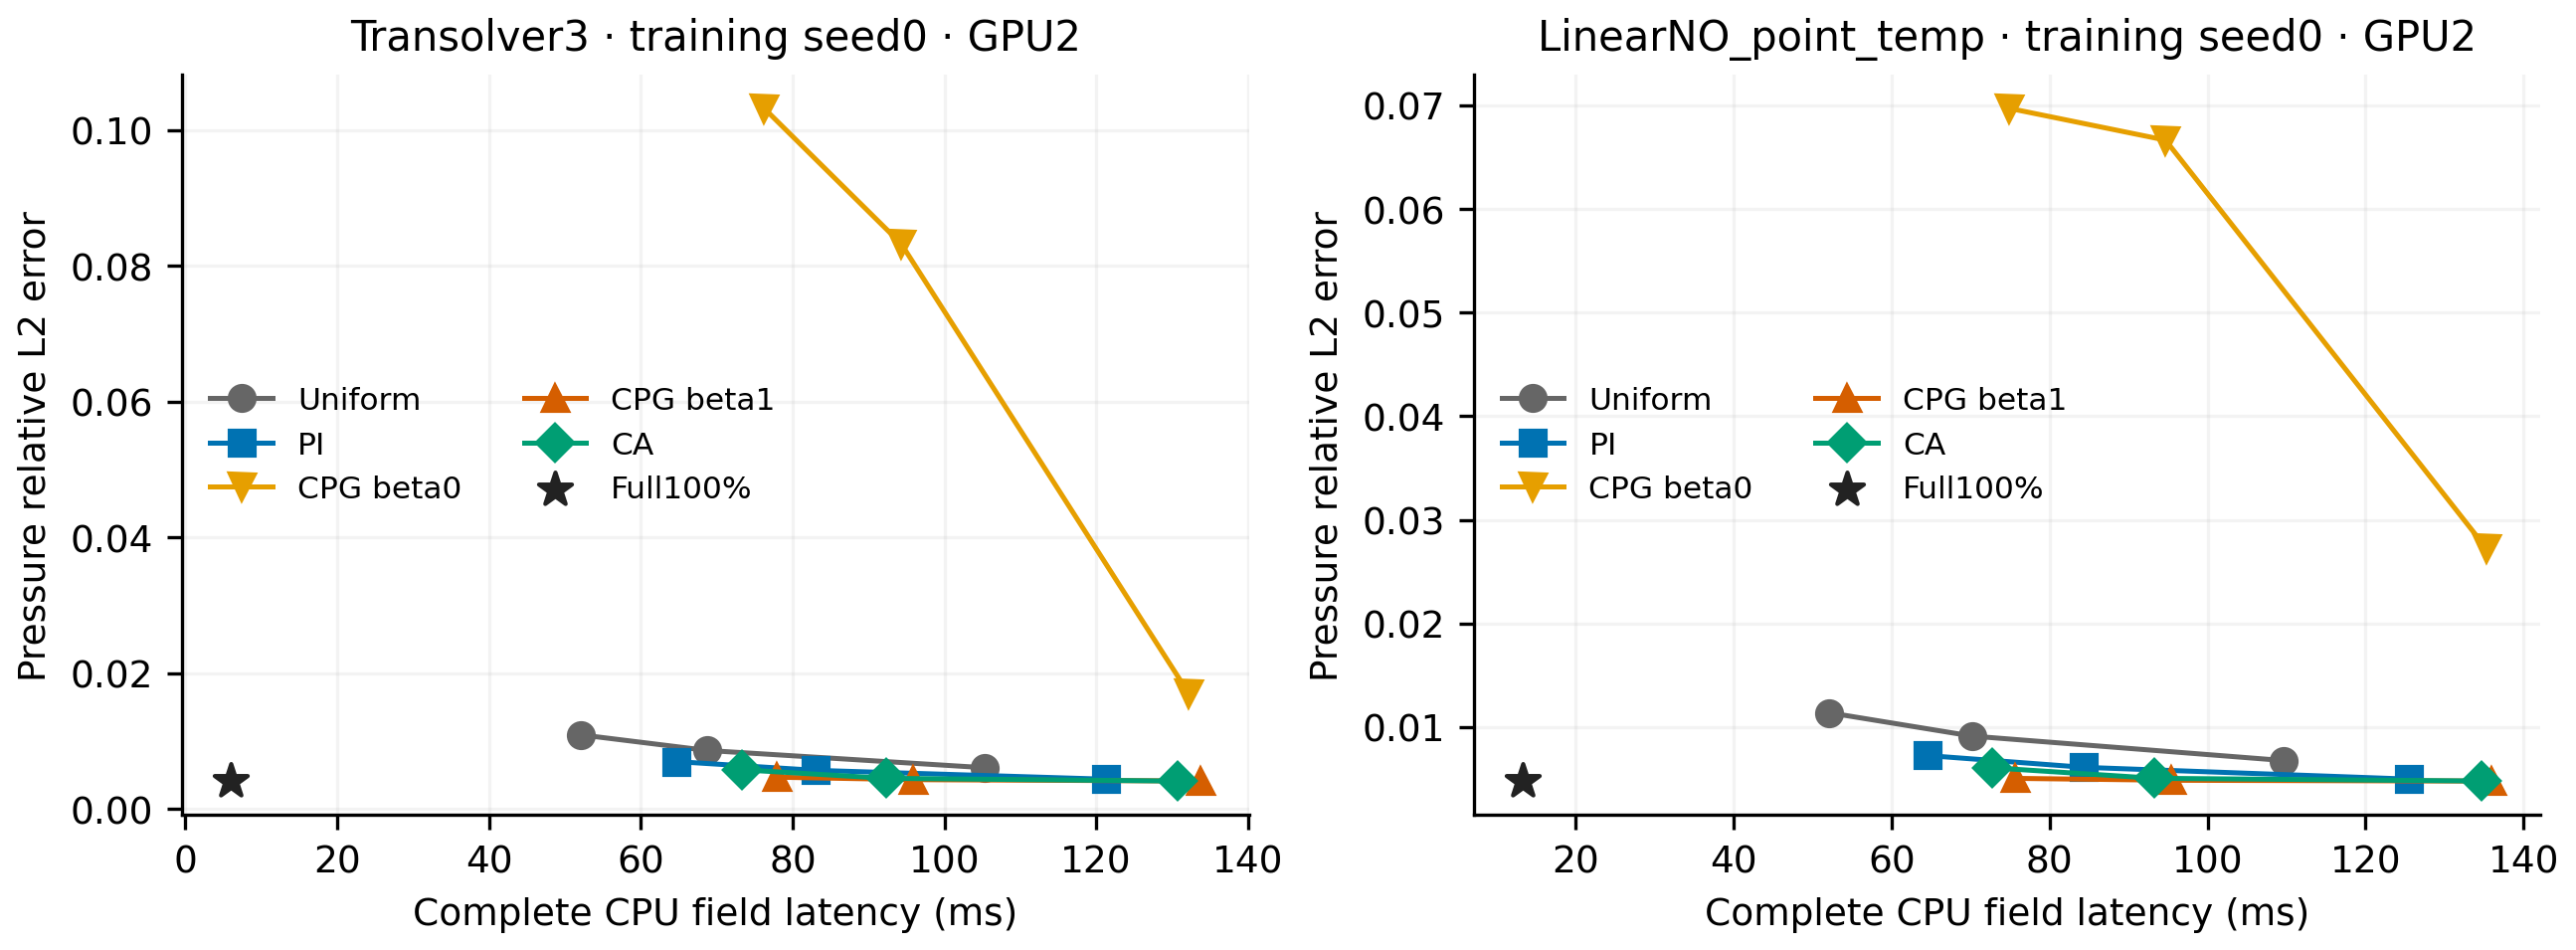 Transolver3 · training seed0 · GPU2
Pressure relative L2 error
0.10
0.08
0.06
0.04
0.02
0.00
Uniform
PI
CPG beta0
CPG beta1
CA
Full100%
0 20 40 60 80 100 120 140
Complete CPU field latency (ms)
LinearNO_point_temp · training seed0 · GPU2
Pressure relative L2 error
0.07
0.06
0.05
0.04
0.03
0.02
0.01
Uniform
PI
CPG beta0
CPG beta1
CA
Full100%
20 40 60 80 100 120 140
Complete CPU field latency (ms)